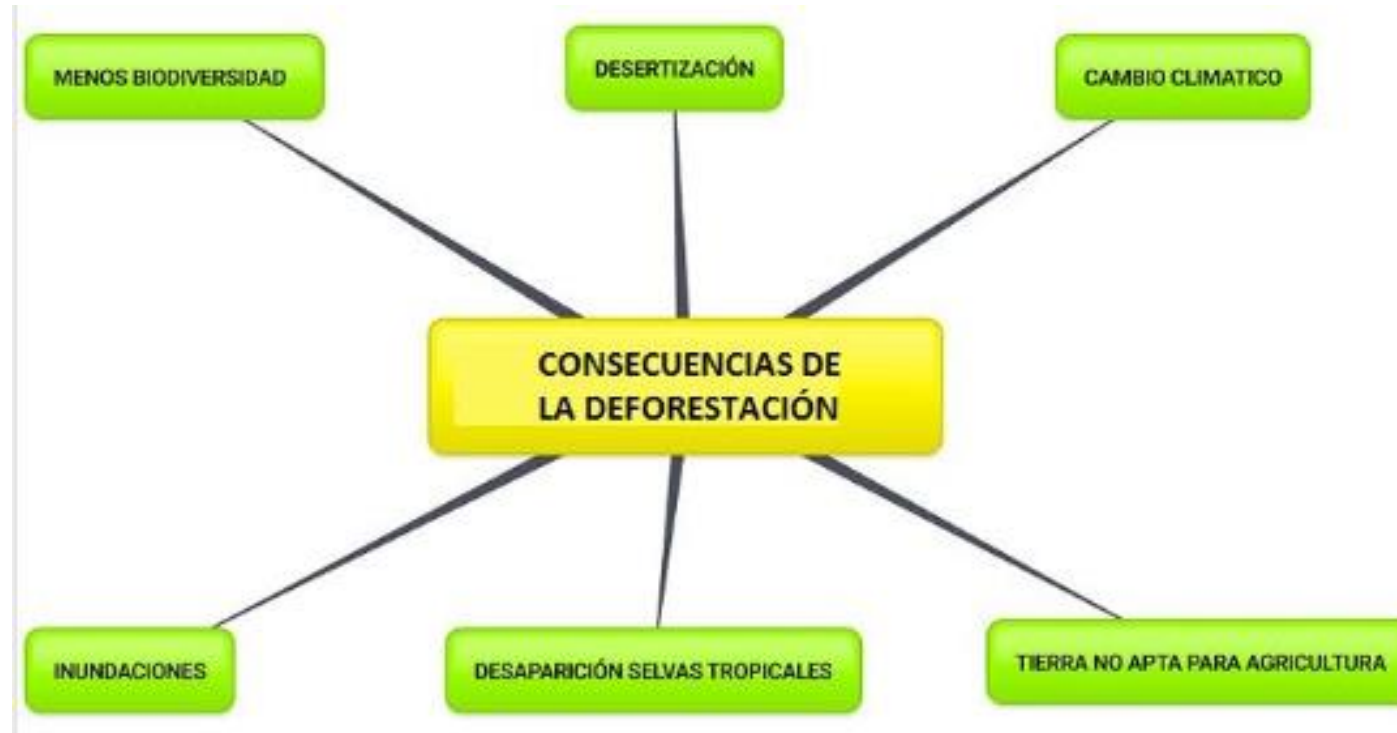 MENOS BIODIVERSIDAD
DESERTIZACIÓN
CAMBIO CLIMATICO
CONSECUENCIAS DE
LA DEFORESTACIÓN
INUNDACIONES
DESAPARICIÓN SELVAS TROPICALES
TIERRA NO APTA PARA AGRICULTURA